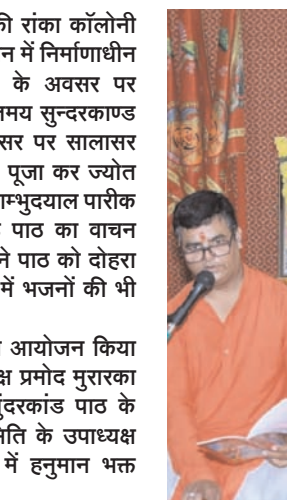 की रांका कॉलोनी
न में निर्माणाधीन
के अवसर पर
तमय सुन्दरकाण्ड
सर पर सालासर
पूजा कर ज्योत
म्भुदयाल पारीक
पाठ का वाचन
ने पाठ को दोहरा
में भजनों की भी
आयोजन किया
क्ष प्रमोद मुरारका
सुंदरकांड पाठ के
मिति के उपाध्यक्ष
में हनुमान भक्त